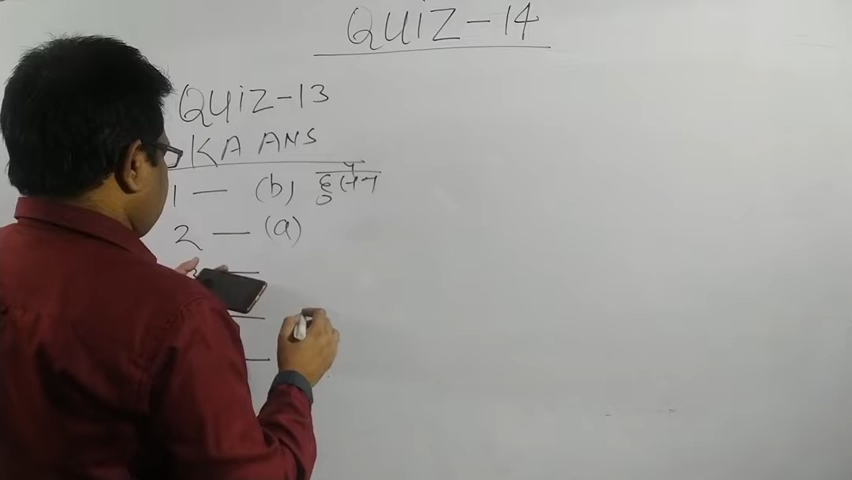 QUIZ-14
QUIZ-13
KA ANS
1 — (b) हुसैन
2 — (a)
—
—
—